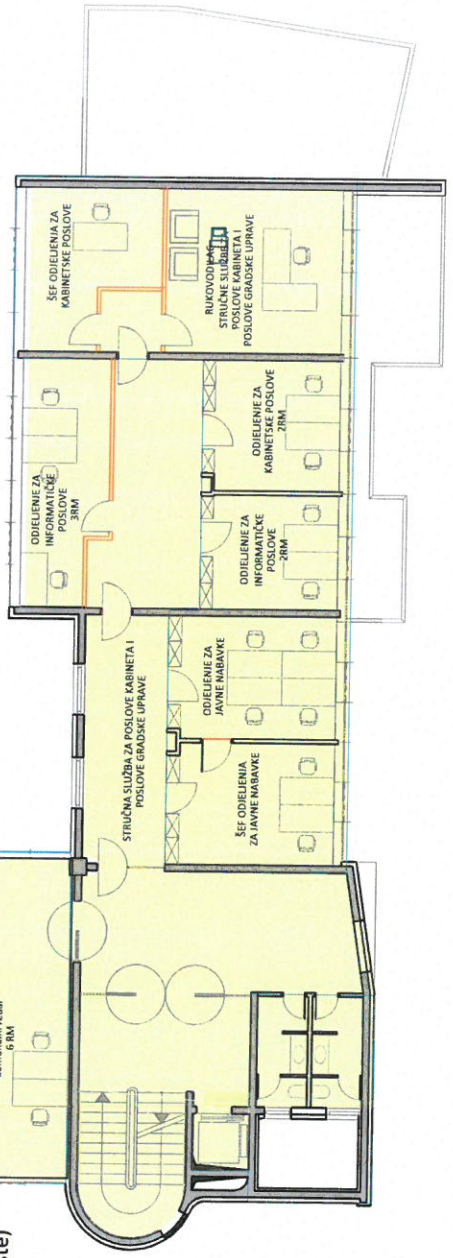 ŠEF ODJELJENJA ZA
KABINETSKE POSLOVE
RUKOVODILAC
STRUČNE SLUŽBE ZA
POSLOVE KABINETA I
POSLOVE GRADSKE UPRAVE
ODJELJENJE ZA
INFORMATIČKE
POSLOVE
3RM
ODJELJENJE ZA
KABINETSKE POSLOVE
2RM
ODJELJENJE ZA
INFORMATIČKE
POSLOVE
2RM
STRUČNA SLUŽBA ZA POSLOVE KABINETA I
POSLOVE GRADSKE UPRAVE
ODJELJENJE ZA
JAVNE NABAVKE
ŠEF ODJELJENJA
ZA JAVNE NABAVKE
6 RM